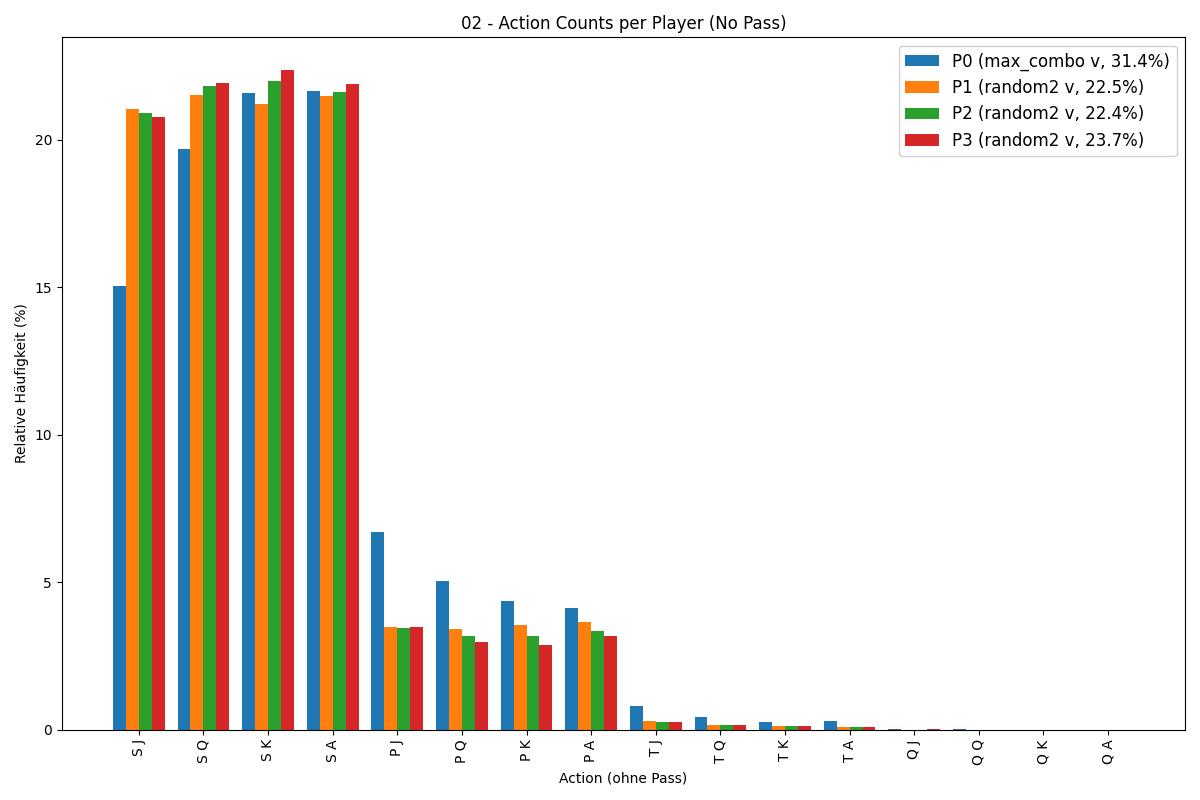 02 - Action Counts per Player (No Pass)
P0 (max_combo v, 31.4%)
P1 (random2 v, 22.5%)
P2 (random2 v, 22.4%)
P3 (random2 v, 23.7%)
Relative Häufigkeit (%)
20
15
10
5
0
S J
S Q
S K
S A
P J
P Q
P K
P A
T J
T Q
T K
T A
Q J
Q Q
Q K
Q A
Action (ohne Pass)